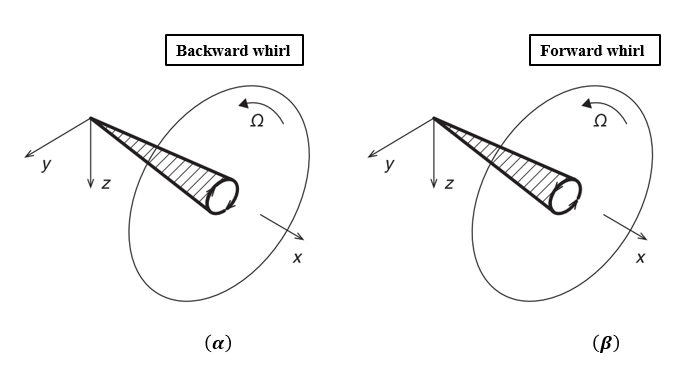 Backward whirl
Forward whirl
Ω
Ω
y
z
x
y
z
x
(α)
(β)